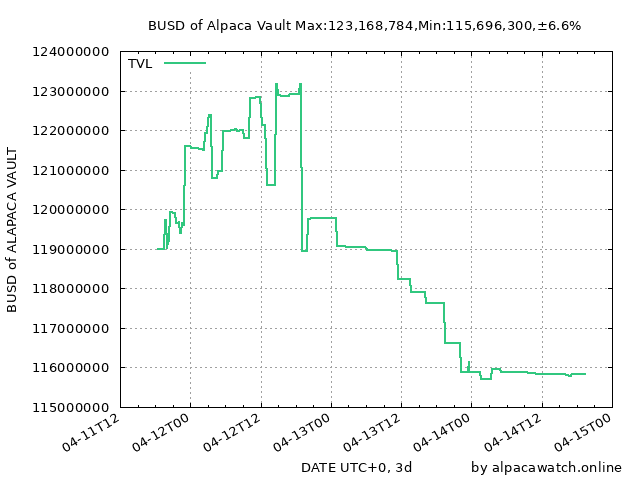 BUSD of Alpaca Vault Max:123,168,784,Min:115,696,300,±6.6%
TVL
BUSD of ALAPACA VAULT
124000000
123000000
122000000
121000000
120000000
119000000
118000000
117000000
116000000
115000000
04-11T12
04-12T00
04-12T12
04-13T00
04-13T12
04-14T00
04-14T12
04-15T00
DATE UTC+0, 3d
by alpacawatch.online